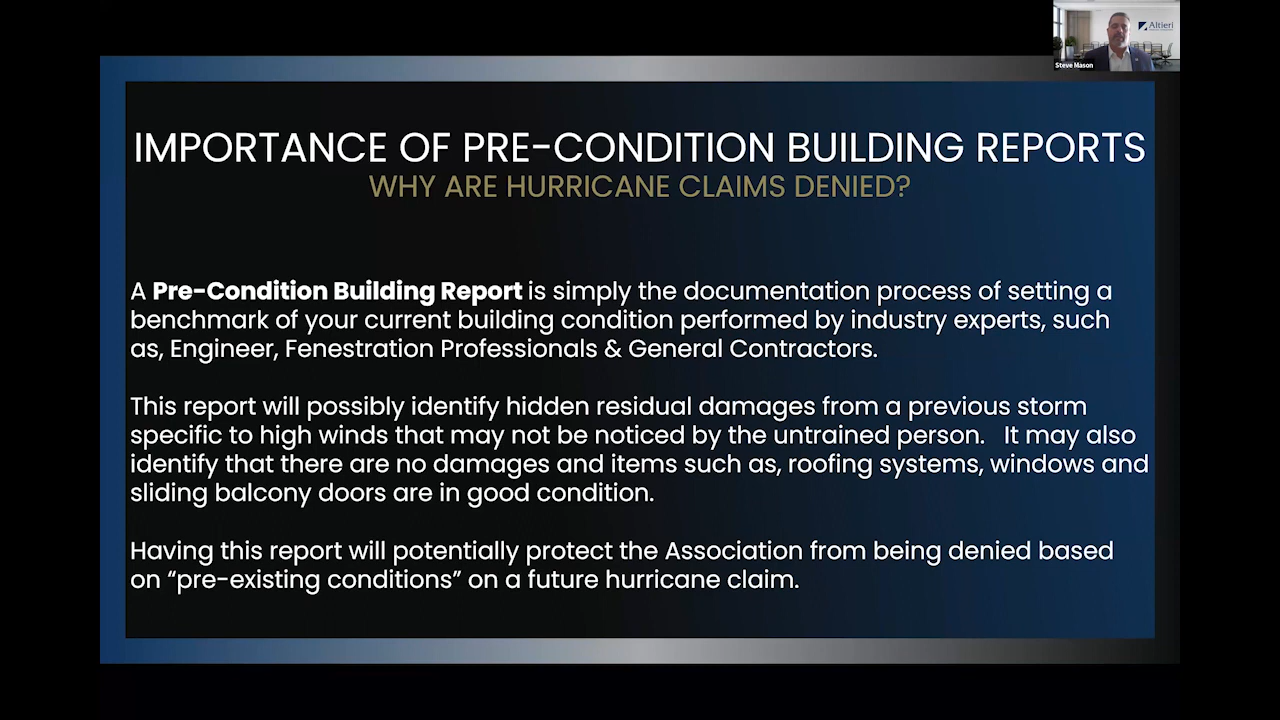 Altieri
Steve Mason
IMPORTANCE OF PRE-CONDITION BUILDING REPORTS
WHY ARE HURRICANE CLAIMS DENIED?
A Pre-Condition Building Report is simply the documentation process of setting a
benchmark of your current building condition performed by industry experts, such
as, Engineer, Fenestration Professionals & General Contractors.
This report will possibly identify hidden residual damages from a previous storm
specific to high winds that may not be noticed by the untrained person.   It may also
identify that there are no damages and items such as, roofing systems, windows and
sliding balcony doors are in good condition.
Having this report will potentially protect the Association from being denied based
on “pre-existing conditions” on a future hurricane claim.